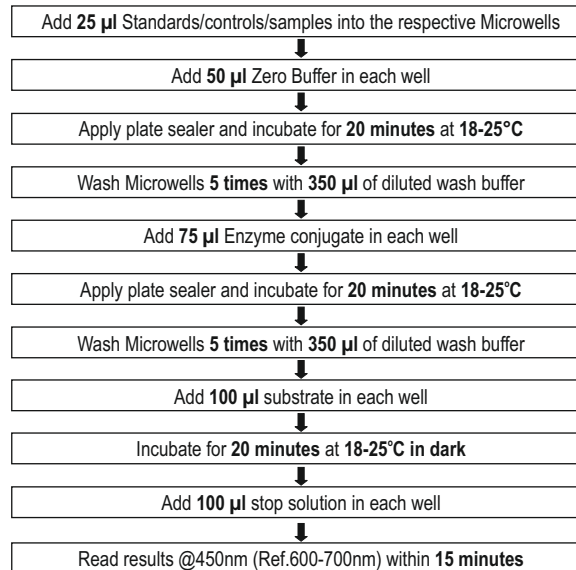 Add 25 µl Standards/controls/samples into the respective Microwells
Add 50 µl Zero Buffer in each well
Apply plate sealer and incubate for 20 minutes at 18-25°C
Wash Microwells 5 times with 350 µl of diluted wash buffer
Add 75 µl Enzyme conjugate in each well
Apply plate sealer and incubate for 20 minutes at 18-25°C
Wash Microwells 5 times with 350 µl of diluted wash buffer
Add 100 µl substrate in each well
Incubate for 20 minutes at 18-25°C in dark
Add 100 µl stop solution in each well
Read results @450nm (Ref.600-700nm) within 15 minutes